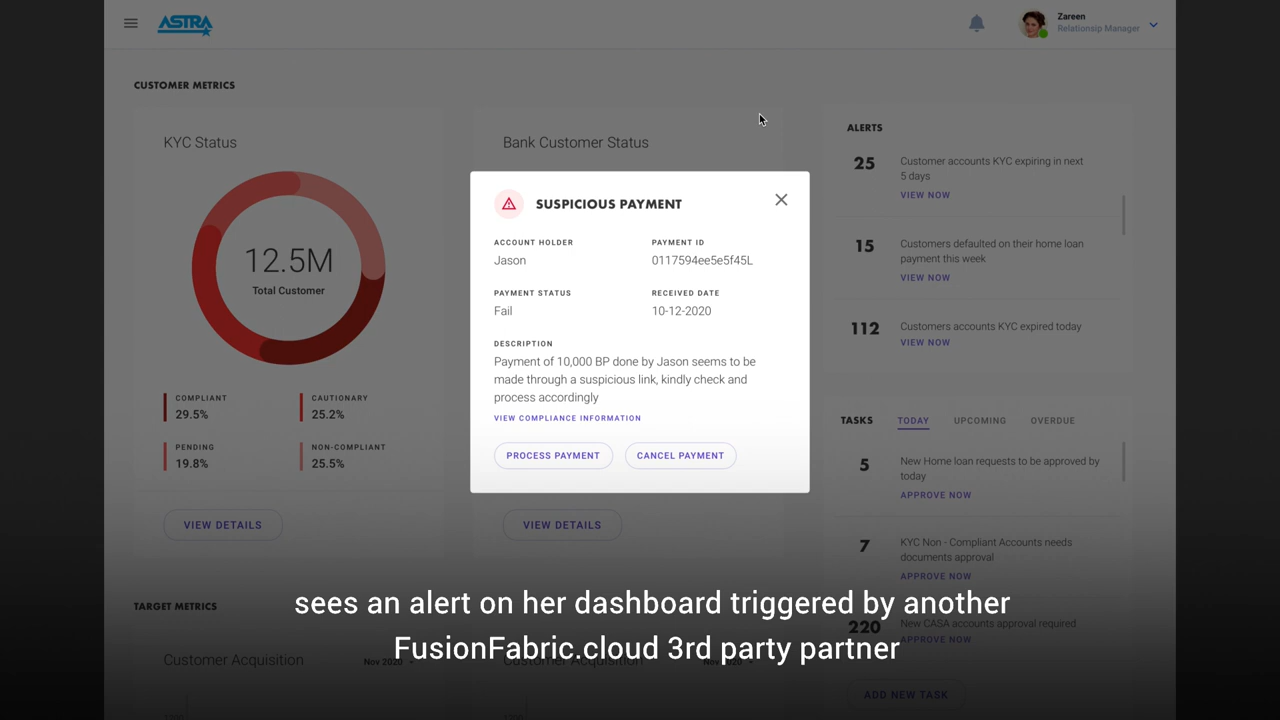 ASTRA
Zareen
Relationsip Manager
CUSTOMER METRICS
KYC Status
12.5M
Total Customer
COMPLIANT
29.5%
CAUTIONARY
25.2%
PENDING
19.8%
NON-COMPLIANT
25.5%
VIEW DETAILS
Bank Customer Status
VIEW DETAILS
SUSPICIOUS PAYMENT
ACCOUNT HOLDER
Jason
PAYMENT ID
0117594ee5e5f45L
PAYMENT STATUS
Fail
RECEIVED DATE
10-12-2020
DESCRIPTION
Payment of 10,000 BP done by Jason seems to be
made through a suspicious link, kindly check and
process accordingly
VIEW COMPLIANCE INFORMATION
PROCESS PAYMENT
CANCEL PAYMENT
ALERTS
25
Customer accounts KYC expiring in next
5 days
VIEW NOW
15
Customers defaulted on their home loan
payment this week
VIEW NOW
112
Customers accounts KYC expired today
VIEW NOW
TASKS
TODAY
UPCOMING
OVERDUE
5
New Home loan requests to be approved by
today
APPROVE NOW
7
KYC Non - Compliant Accounts needs
documents approval
APPROVE NOW
220
New CASA accounts approval required
APPROVE NOW
ADD NEW TASK
TARGET METRICS
Customer Acquisition
Nov 2020
Customer Acquisition
sees an alert on her dashboard triggered by another
FusionFabric.cloud 3rd party partner